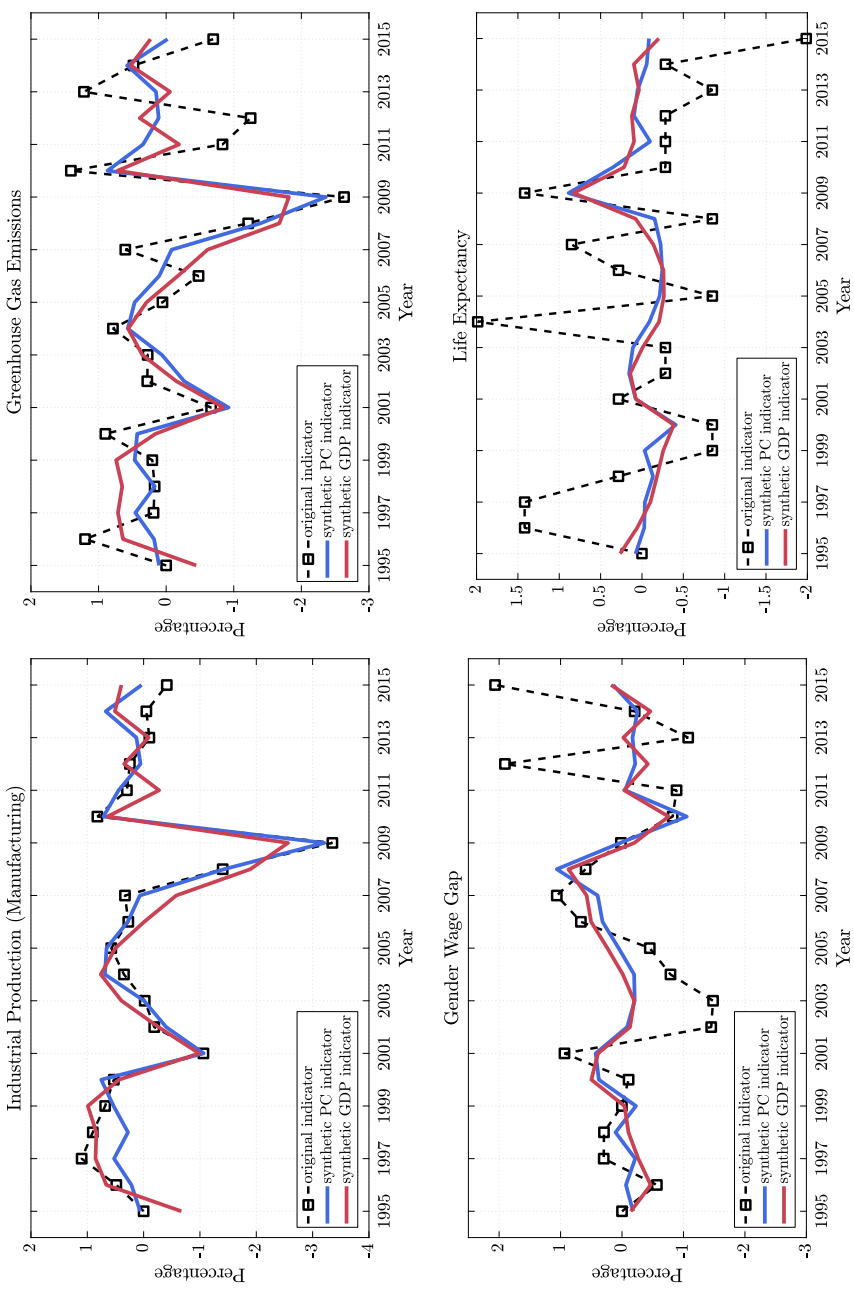 Industrial Production (Manufacturing)
Percentage
2
1
0
-1
-2
-3
-4
original indicator
synthetic PC indicator
synthetic GDP indicator
1995 1997 1999 2001 2003 2005 2007 2009 2011 2013 2015
Year
Greenhouse Gas Emissions
Percentage
2
1
0
-1
-2
-3
original indicator
synthetic PC indicator
synthetic GDP indicator
1995 1997 1999 2001 2003 2005 2007 2009 2011 2013 2015
Year
Gender Wage Gap
Percentage
2
1
0
-1
-2
-3
original indicator
synthetic PC indicator
synthetic GDP indicator
1995 1997 1999 2001 2003 2005 2007 2009 2011 2013 2015
Year
Life Expectancy
Percentage
2
1.5
1
0.5
0
-0.5
-1
-1.5
-2
original indicator
synthetic PC indicator
synthetic GDP indicator
1995 1997 1999 2001 2003 2005 2007 2009 2011 2013 2015
Year